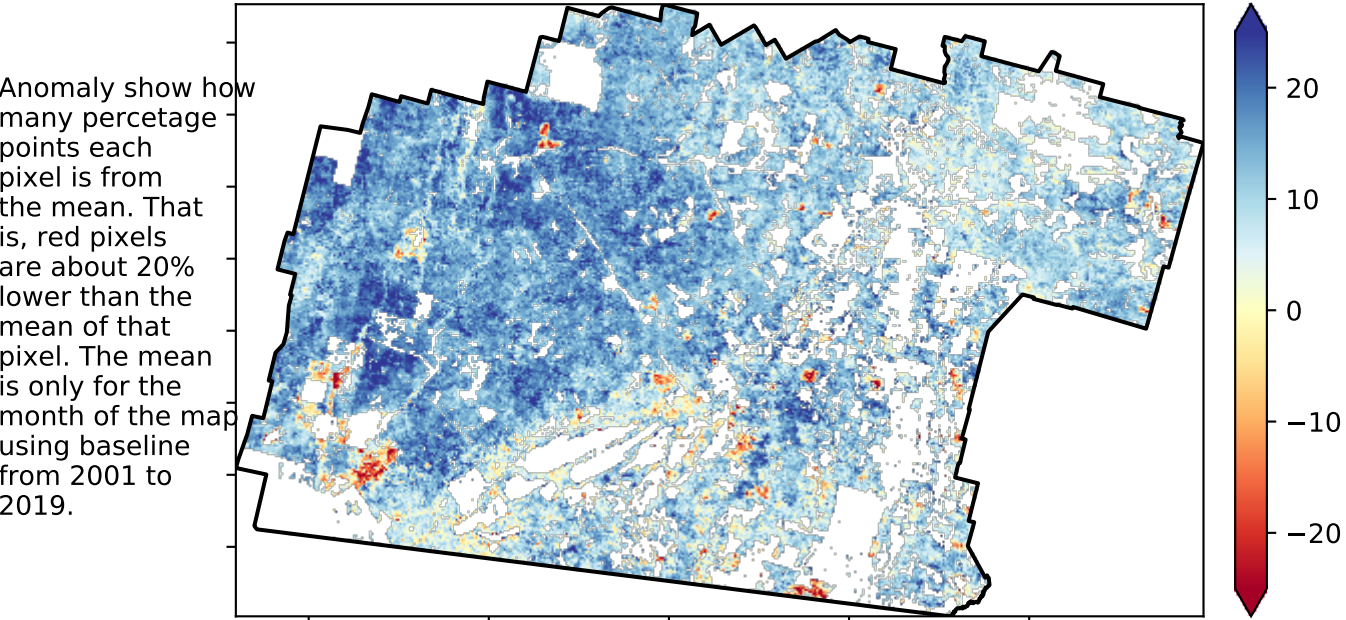 Anomaly show how
many percetage
points each
pixel is from
the mean. That
is, red pixels
are about 20%
lower than the
mean of that
pixel. The mean
is only for the
month of the map
using baseline
from 2001 to
2019.
20
10
0
−10
−20